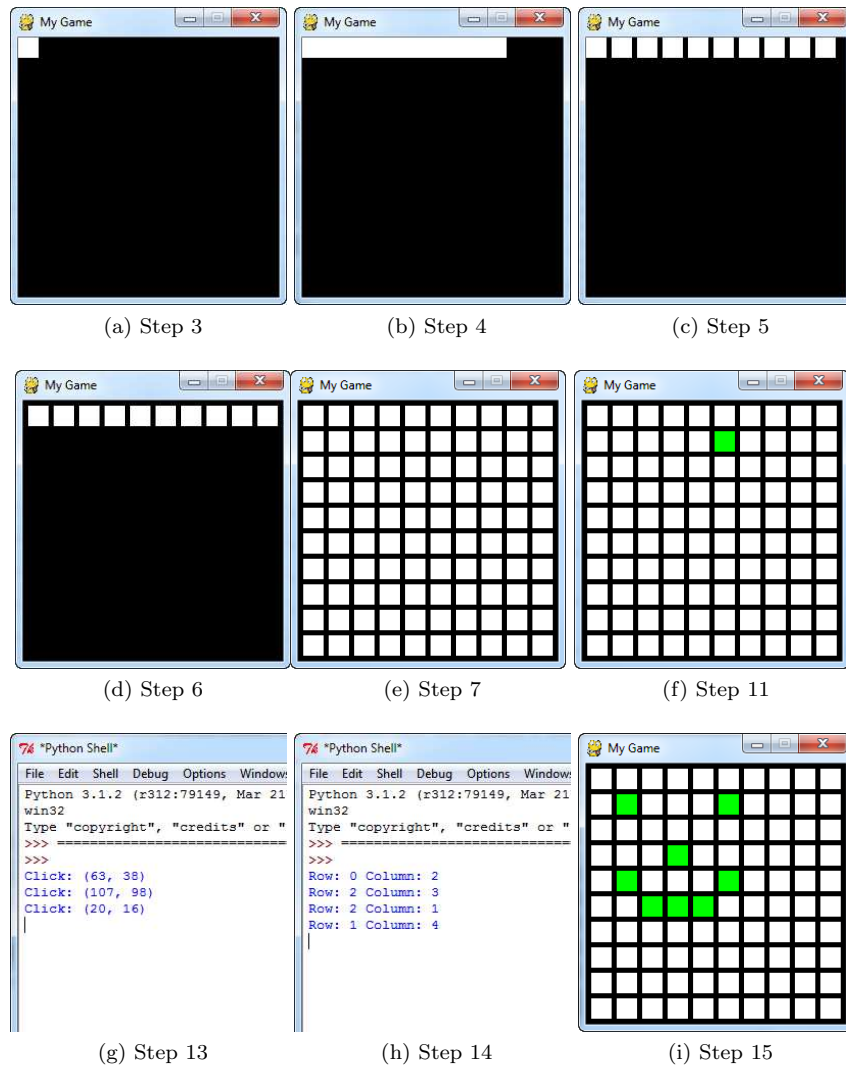 My Game
My Game
My Game
(a) Step 3
(b) Step 4
(c) Step 5
My Game
My Game
My Game
(d) Step 6
(e) Step 7
(f) Step 11
7% *Python Shell*
File Edit Shell Debug Options Windows
Python 3.1.2 (r312:79149, Mar 21
win32
Type "copyright", "credits" or "
>>> ==============================
>>>
Click: (63, 38)
Click: (107, 98)
Click: (20, 16)
7% *Python Shell*
File Edit Shell Debug Options Windows
Python 3.1.2 (r312:79149, Mar 21
win32
Type "copyright", "credits" or "
>>> ==============================
>>>
Row: 0 Column: 2
Row: 2 Column: 3
Row: 2 Column: 1
Row: 1 Column: 4
My Game
(g) Step 13
(h) Step 14
(i) Step 15